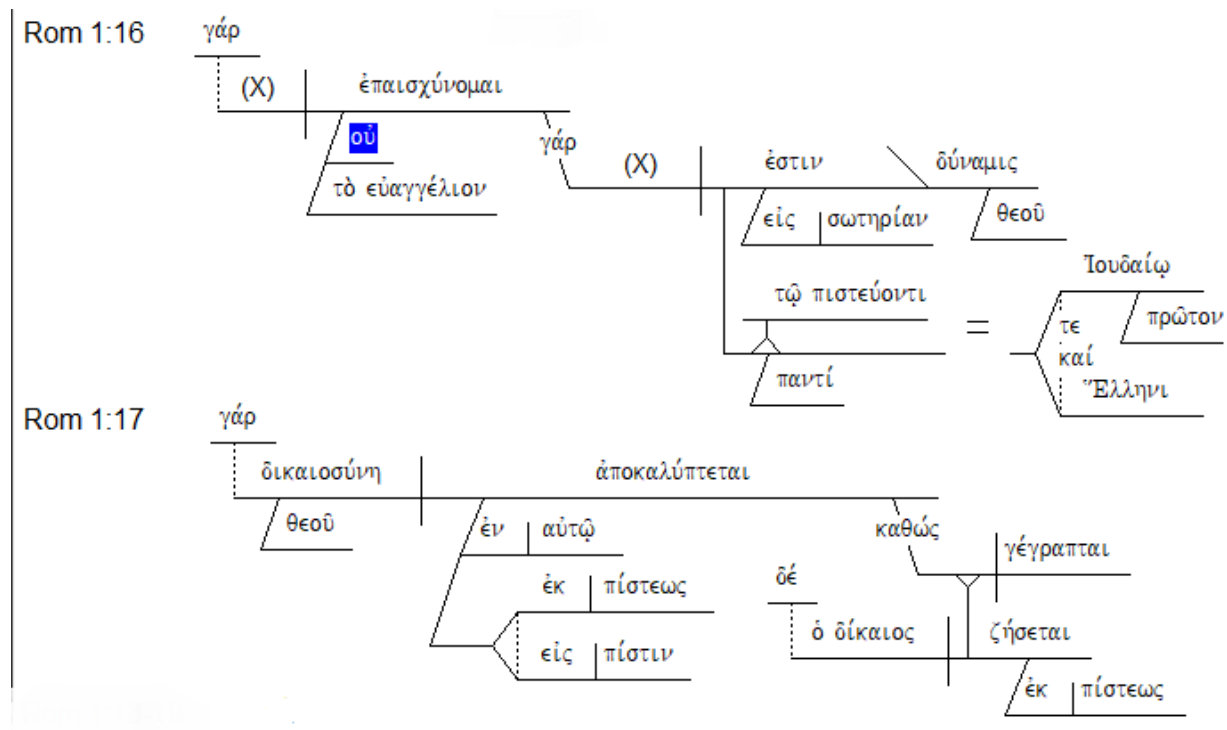 Rom 1:16
γάρ
(X)
ἐπαισχύνομαι
οὐ
τὸ εὐαγγέλιον
γάρ
(X)
ἐστιν
δύναμις
εἰς
σωτηρίαν
θεοῦ
τῷ πιστεύοντι
παντί
=
Ἰουδαίῳ
πρῶτον
τε
καί
Ἕλληνι
Rom 1:17
γάρ
δικαιοσύνη
ἀποκαλύπτεται
θεοῦ
ἐν
αὐτῷ
ἐκ
πίστεως
εἰς
πίστιν
καθώς
γέγραπται
δέ
ὁ δίκαιος
ζήσεται
ἐκ
πίστεως